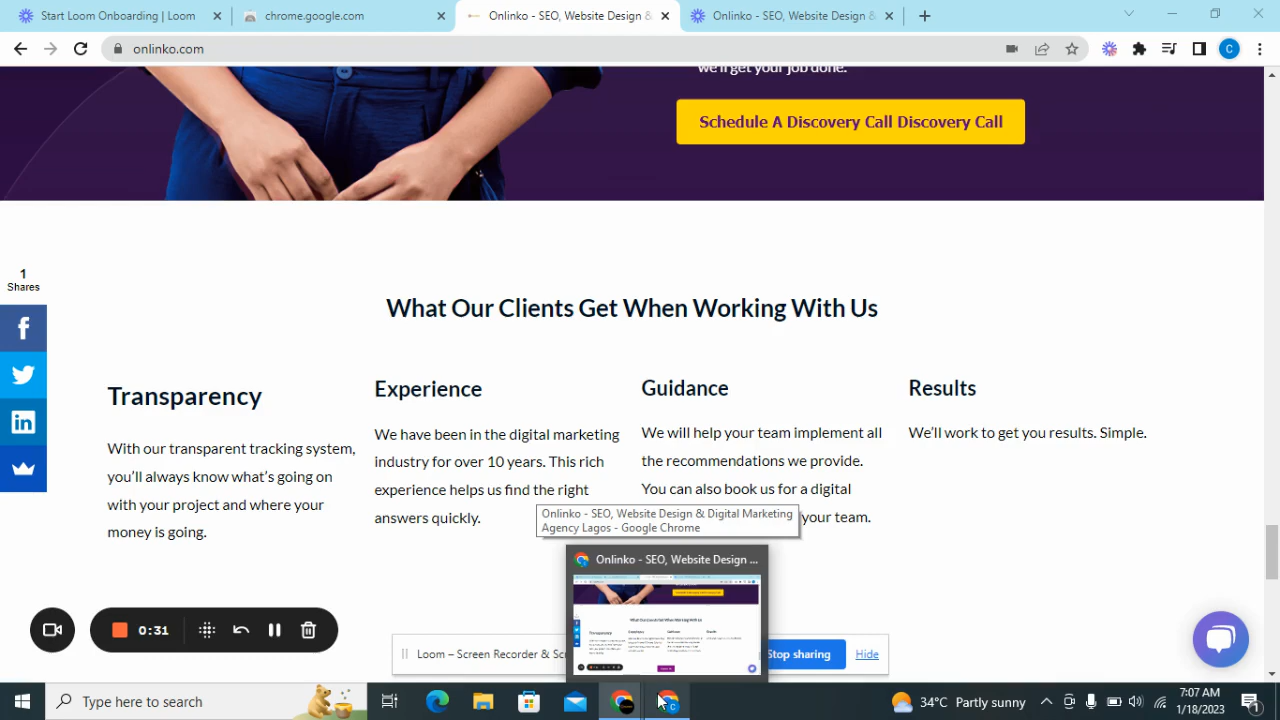 Start Loom Onboarding | Loom
chrome.google.com
Onlinko - SEO, Website Design &
Onlinko - SEO, Website Design &
onlinko.com
C
we'll get your job done.
Schedule A Discovery Call Discovery Call
1
Shares
What Our Clients Get When Working With Us
Transparency
With our transparent tracking system,
you'll always know what's going on
with your project and where your
money is going.
Experience
We have been in the digital marketing
industry for over 10 years. This rich
experience helps us find the right
answers quickly.
Guidance
We will help your team implement all
the recommendations we provide.
You can also book us for a digital
your team.
Results
We'll work to get you results. Simple.
Onlinko - SEO, Website Design & Digital Marketing
Agency Lagos - Google Chrome
Onlinko - SEO, Website Design ...
0:31
Loom – Screen Recorder & Sc
Stop sharing
Hide
Type here to search
34°C Partly sunny
7:07 AM
1/18/2023
1